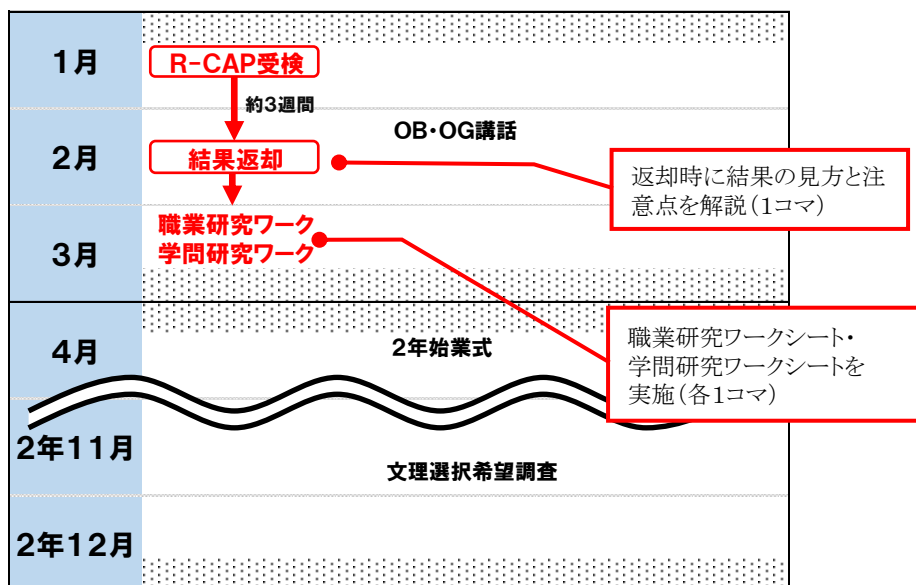 1月
R-CAP受検
約3週間
OB・OG講話
2月
結果返却
返却時に結果の見方と注
意点を解説(1コマ)
職業研究ワーク
学問研究ワーク
3月
4月
2年始業式
職業研究ワークシート・
学問研究ワークシートを
実施(各1コマ)
2年11月
文理選択希望調査
2年12月